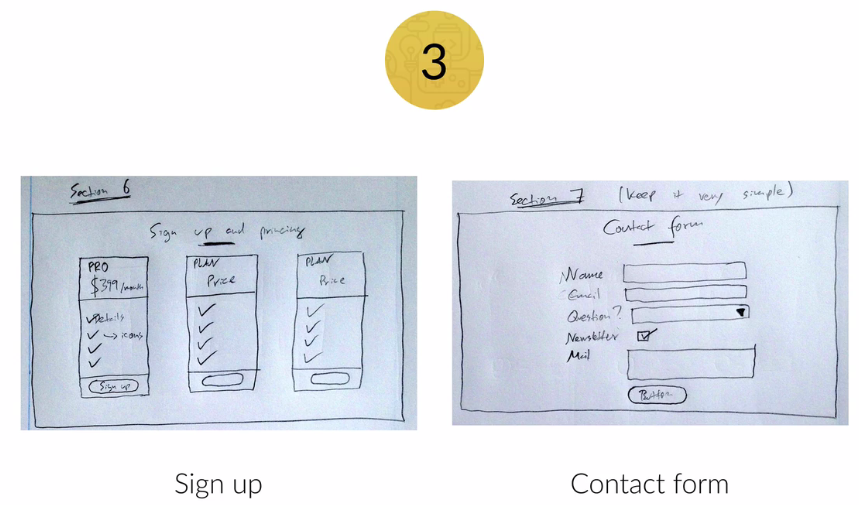 3
Section 6
Sign up and pricing
PRO
$399/month
Details
icons
Sign up
PLAN
Price
PLAN
Price
Section 7 (keep it very simple)
Contact form
Name
Email
Question?
Newsletter
Mail
Button
Sign up
Contact form